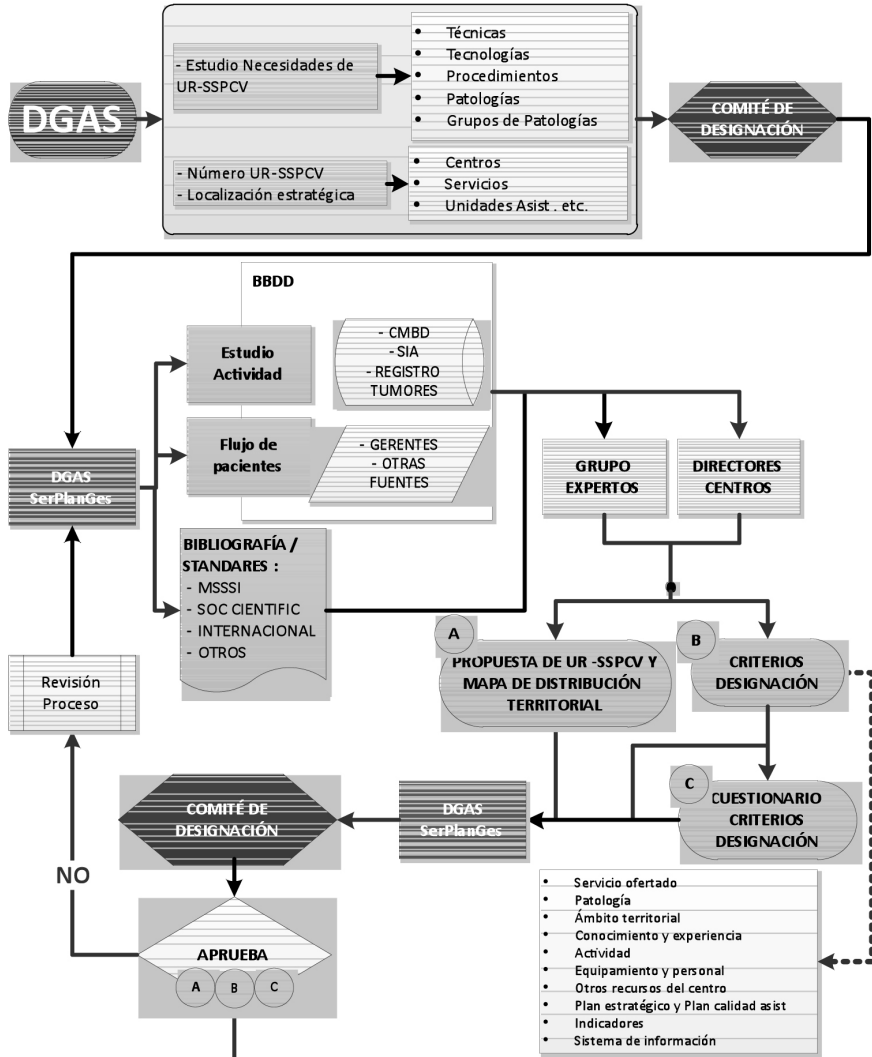 DGAS
- Estudio Necesidades de
UR-SSPCV
• Técnicas
• Tecnologías
• Procedimientos
• Patologías
• Grupos de Patologías
- Número UR-SSPCV
- Localización estratégica
• Centros
• Servicios
• Unidades Asist . etc.
COMITÉ DE
DESIGNACIÓN
BBDD
Estudio
Actividad
- CMBD
- SIA
- REGISTRO
TUMORES
Flujo de
pacientes
- GERENTES
- OTRAS
FUENTES
DGAS
SerPlanGes
BIBLIOGRAFÍA /
STANDARES :
- MSSSI
- SOC CIENTIFIC
- INTERNACIONAL
- OTROS
GRUPO
EXPERTOS
DIRECTORES
CENTROS
A
PROPUESTA DE UR -SSPCV Y
MAPA DE DISTRIBUCIÓN
TERRITORIAL
B
CRITERIOS
DESIGNACIÓN
C
CUESTIONARIO
CRITERIOS
DESIGNACIÓN
Revisión
Proceso
DGAS
SerPlanGes
COMITÉ DE
DESIGNACIÓN
NO
APRUEBA
A B C
• Servicio ofertado
• Patología
• Ámbito territorial
• Conocimiento y experiencia
• Actividad
• Equipamiento y personal
• Otros recursos del centro
• Plan estratégico y Plan calidad asist
• Indicadores
• Sistema de información